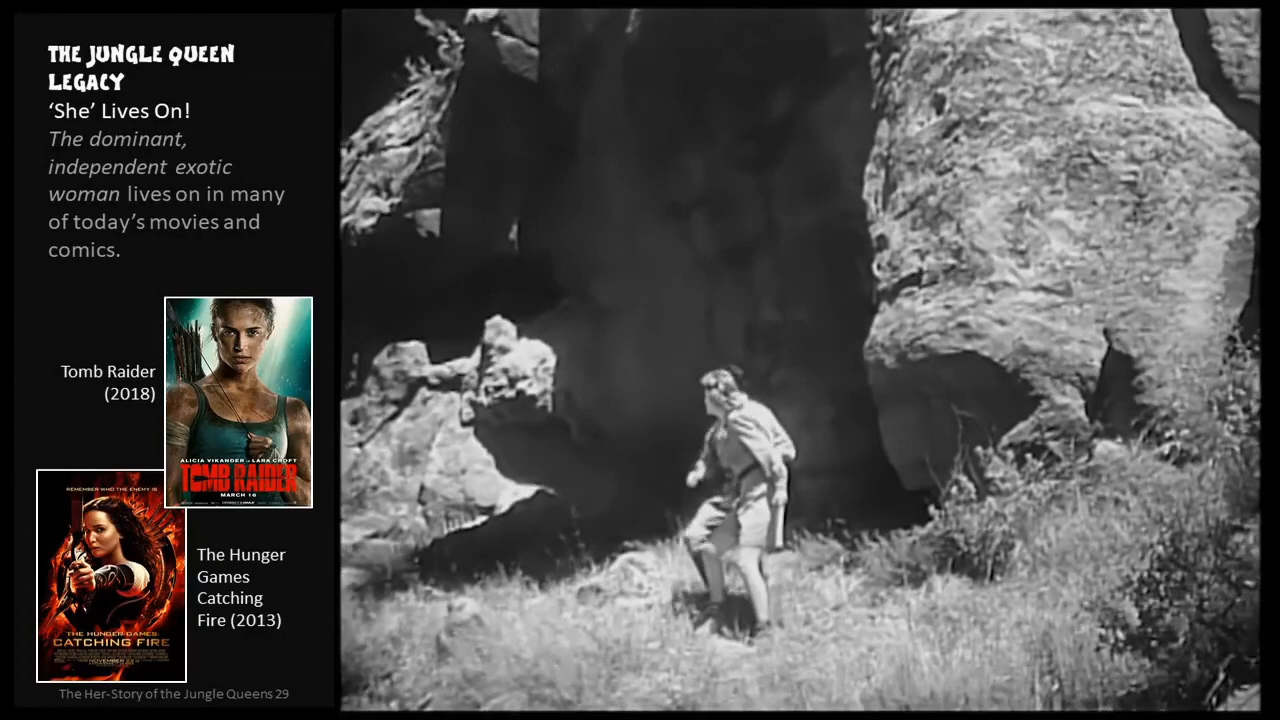 THE JUNGLE QUEEN
LEGACY
‘She’ Lives On!
The dominant,
independent exotic
woman lives on in many
of today’s movies and
comics.
Tomb Raider
(2018)
ALICIA VIKANDER IS LARA CROFT
TOMB RAIDER
MARCH 16
REMEMBER WHO THE ENEMY IS
THE HUNGER GAMES
CATCHING FIRE
NOVEMBER
The Hunger
Games
Catching
Fire (2013)
The Her-Story of the Jungle Queens 29